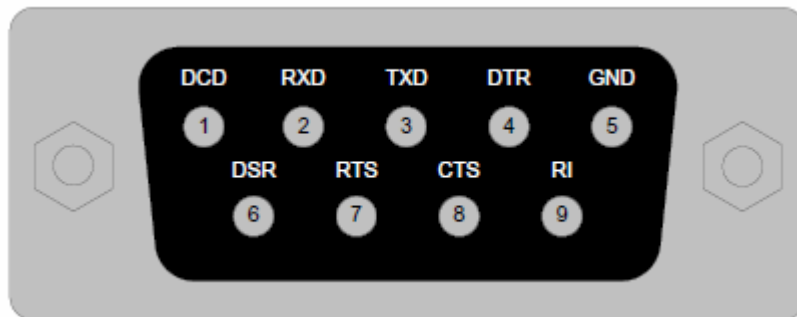 DCD RXD TXD DTR GND
1 2 3 4 5
DSR RTS CTS RI
6 7 8 9